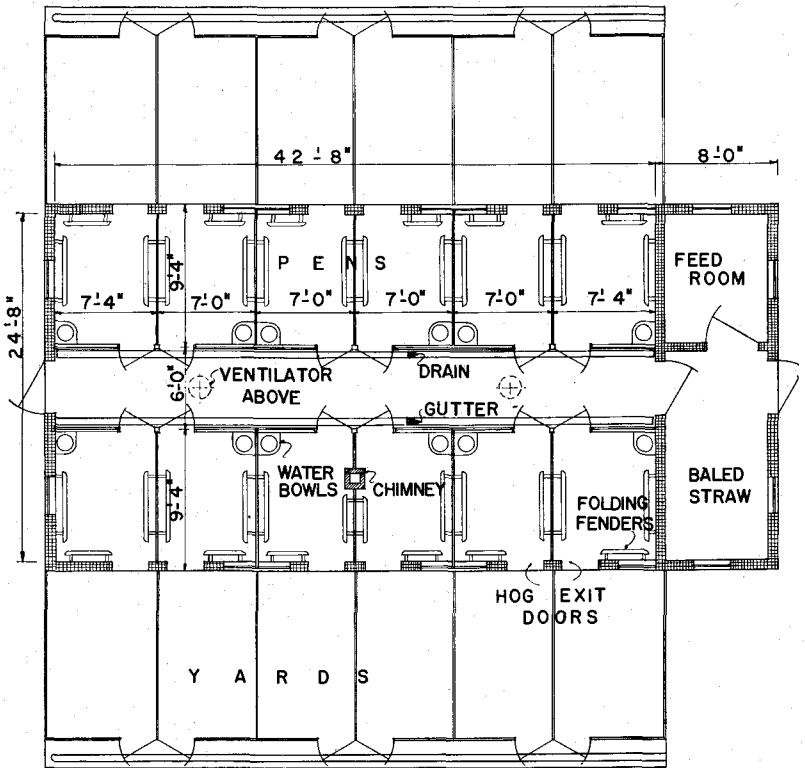 42'-8"
8'-0"
PENS
FEED
ROOM
9'-4"
7'-4"
7'-0"
7'-0"
7'-0"
7'-0"
7'-4"
24'-8"
6'-0"
VENTILATOR
ABOVE
DRAIN
GUTTER
WATER
BOWLS
CHIMNEY
9'-4"
FOLDING
FENDERS
BALED
STRAW
HOG EXIT
DOORS
YARDS